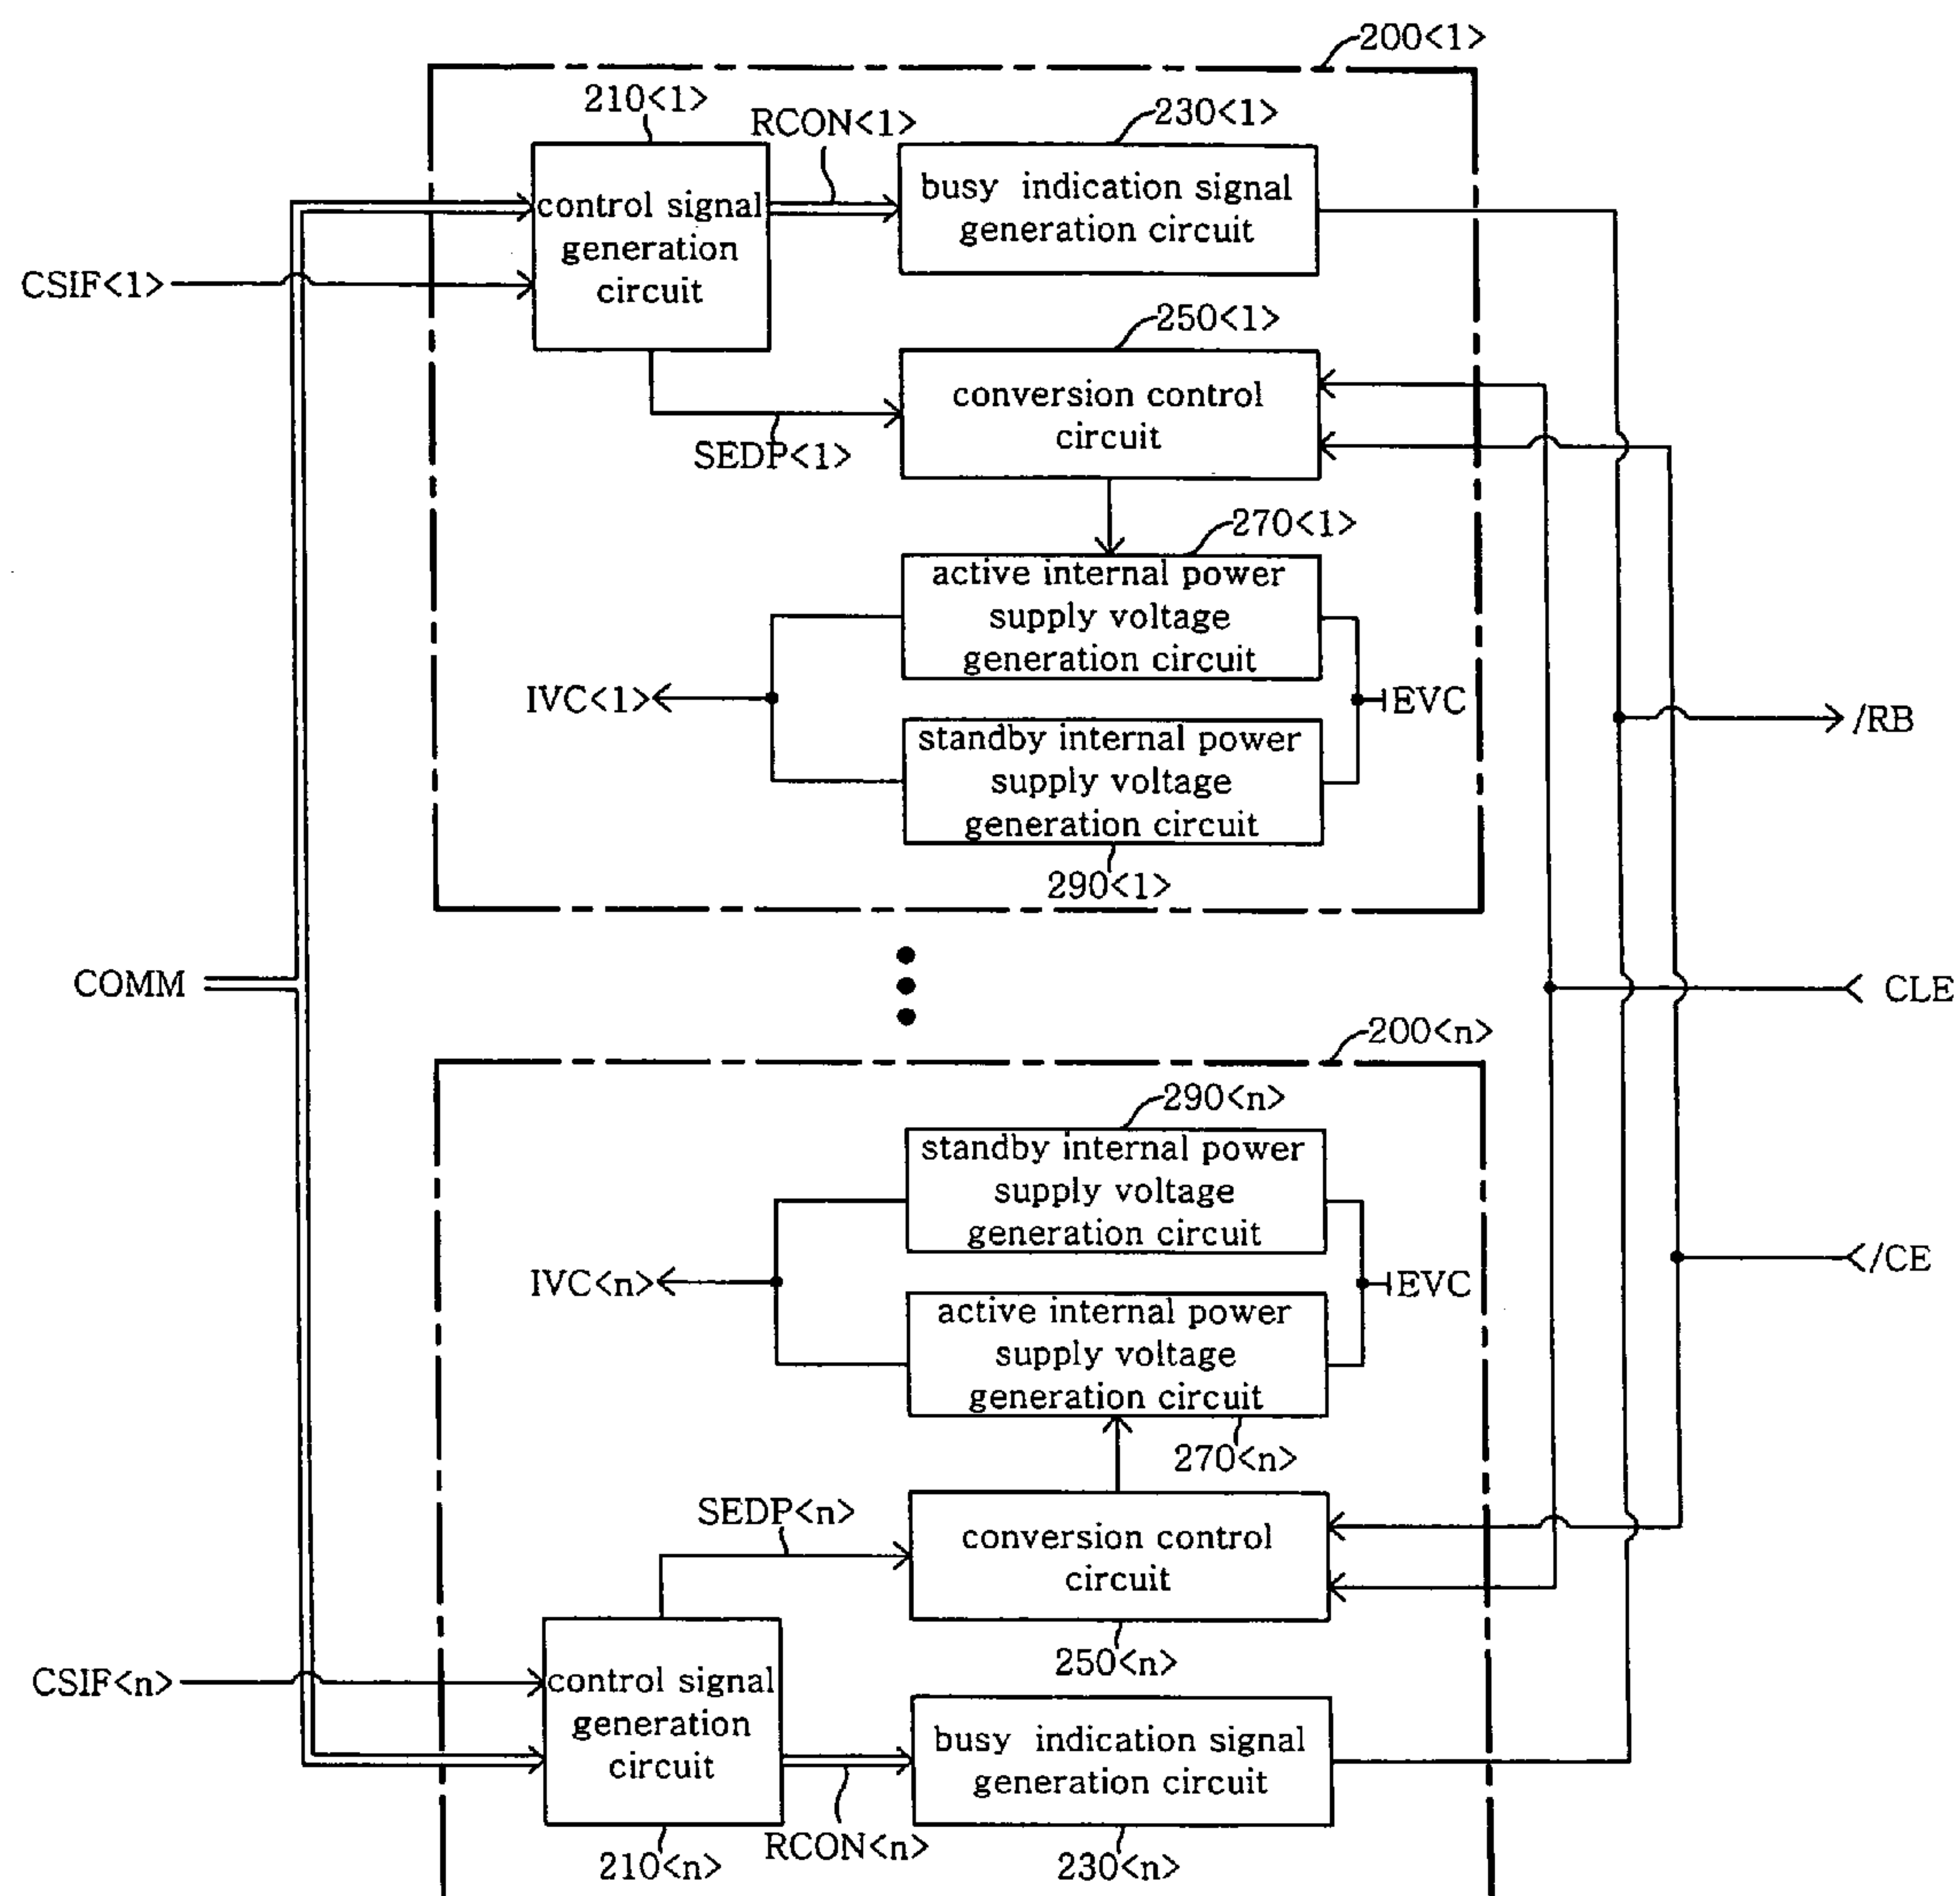 200<1>
210<1>
RCON<1>
230<1>
control signal
generation
circuit
busy indication signal
generation circuit
CSIF<1>
250<1>
conversion control
circuit
SEDP<1>
270<1>
active internal power
supply voltage
generation circuit
IVC<1>
EVC
/RB
standby internal power
supply voltage
generation circuit
290<1>
COMM
CLE
200<n>
290<n>
standby internal power
supply voltage
generation circuit
IVC<n>
EVC
/CE
active internal power
supply voltage
generation circuit
270<n>
SEDP<n>
conversion control
circuit
250<n>
CSIF<n>
control signal
generation
circuit
busy indication signal
generation circuit
RCON<n>
210<n>
230<n>